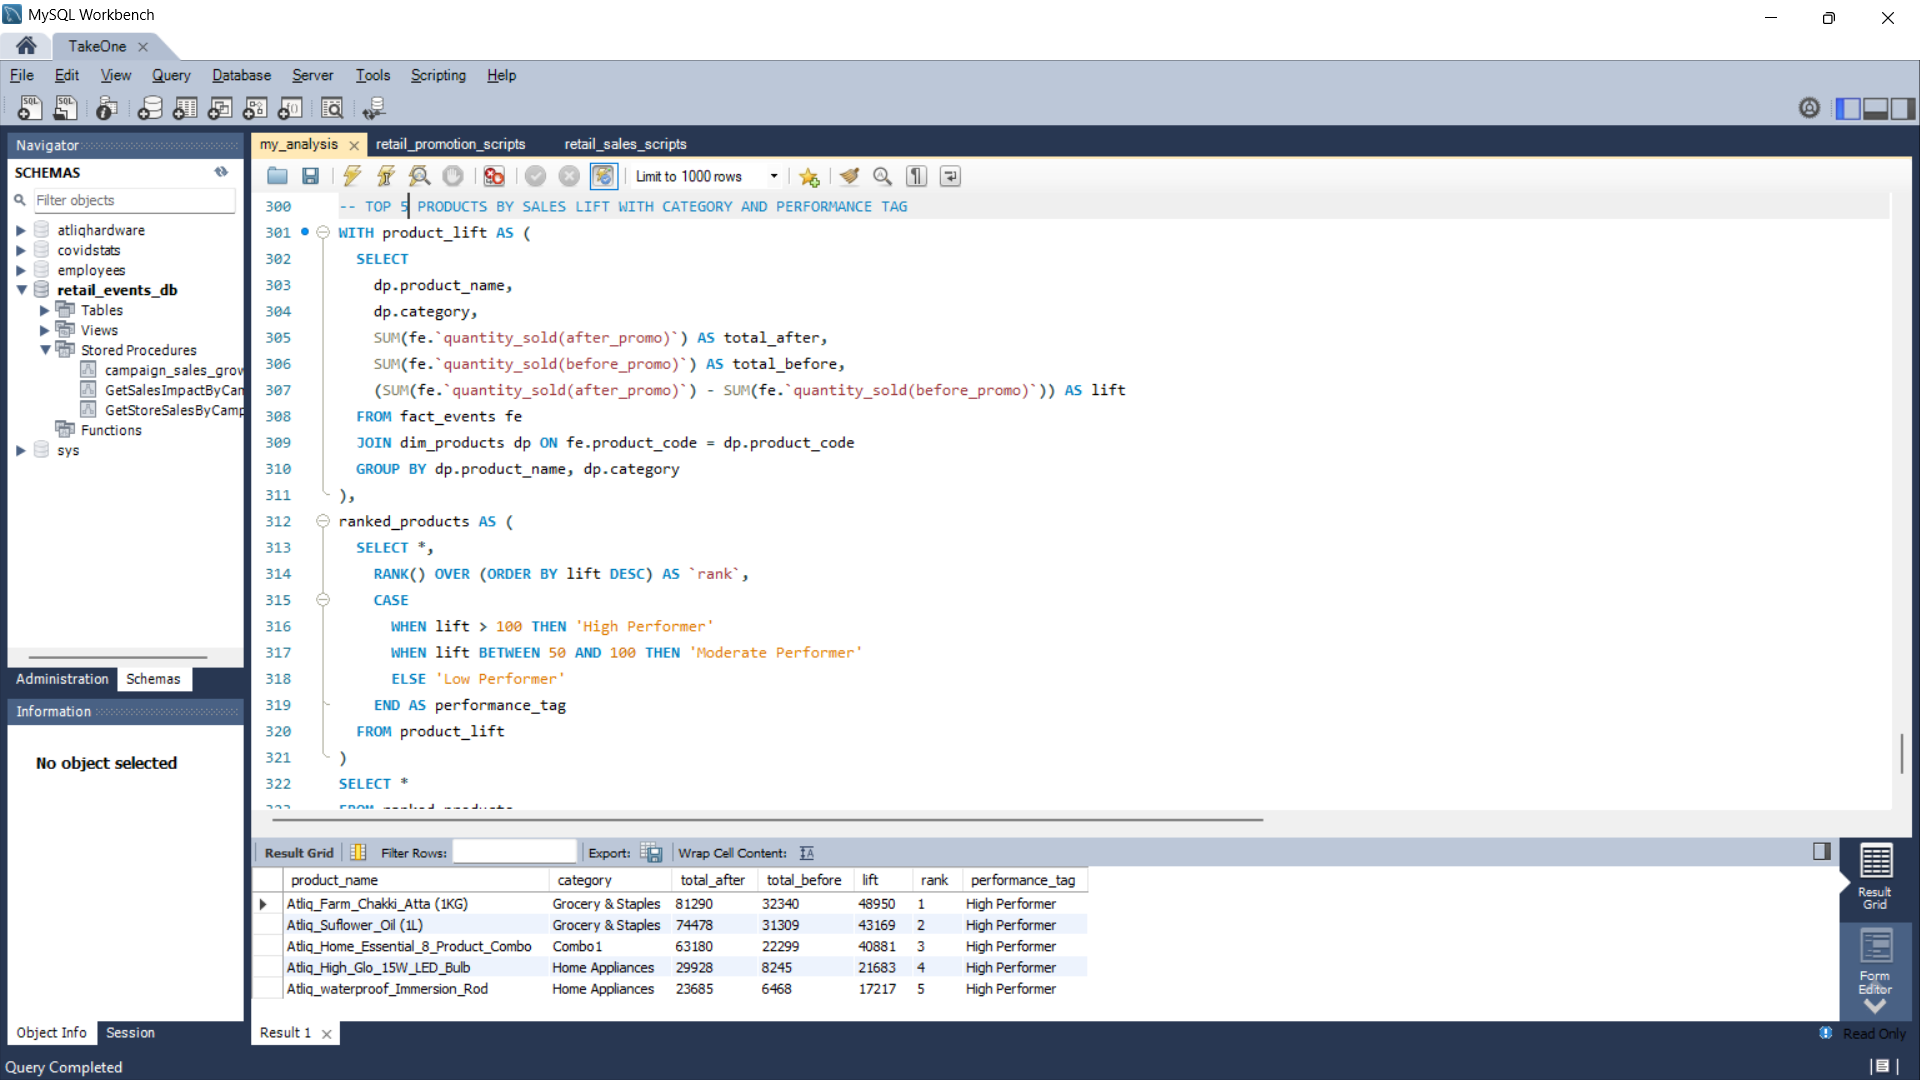 MySQL Workbench
TakeOne
File Edit View Query Database Server Tools Scripting Help
Navigator
SCHEMAS
Filter objects
atliqhardware
covidstats
employees
retail_events_db
Tables
Views
Stored Procedures
campaign_sales_grow
GetSalesImpactByCan
GetStoreSalesByCamp
Functions
sys
Administration Schemas
Information
No object selected
Object Info Session
my_analysis retail_promotion_scripts retail_sales_scripts
Limit to 1000 rows
300 -- TOP 5 PRODUCTS BY SALES LIFT WITH CATEGORY AND PERFORMANCE TAG
301 WITH product_lift AS (
302 SELECT
303 dp.product_name,
304 dp.category,
305 SUM(fe.`quantity_sold(after_promo)`) AS total_after,
306 SUM(fe.`quantity_sold(before_promo)`) AS total_before,
307 (SUM(fe.`quantity_sold(after_promo)`) - SUM(fe.`quantity_sold(before_promo)`)) AS lift
308 FROM fact_events fe
309 JOIN dim_products dp ON fe.product_code = dp.product_code
310 GROUP BY dp.product_name, dp.category
311 ),
312 ranked_products AS (
313 SELECT *,
314 RANK() OVER (ORDER BY lift DESC) AS `rank`,
315 CASE
316 WHEN lift > 100 THEN 'High Performer'
317 WHEN lift BETWEEN 50 AND 100 THEN 'Moderate Performer'
318 ELSE 'Low Performer'
319 END AS performance_tag
320 FROM product_lift
321 )
322 SELECT *
323 FROM ranked_products
Result Grid Filter Rows: Export: Wrap Cell Content:
product_name category total_after total_before lift rank performance_tag
Atliq_Farm_Chakki_Atta (1KG) Grocery & Staples 81290 32340 48950 1 High Performer
Atliq_Suflower_Oil (1L) Grocery & Staples 74478 31309 43169 2 High Performer
Atliq_Home_Essential_8_Product_Combo Combo1 63180 22299 40881 3 High Performer
Atliq_High_Glo_15W_LED_Bulb Home Appliances 29928 8245 21683 4 High Performer
Atliq_waterproof_Immersion_Rod Home Appliances 23685 6468 17217 5 High Performer
Result
Grid
Form
Editor
Result 1
Read Only
Query Completed